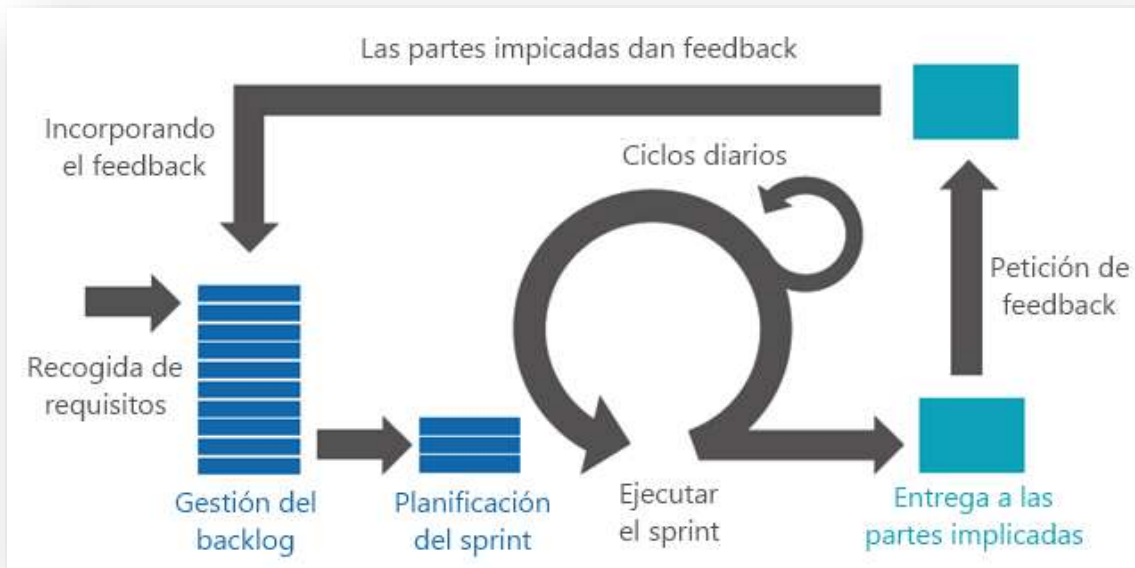 Las partes impicadas dan feedback
Incorporando
el feedback
Ciclos diarios
Petición de
feedback
Recogida de
requisitos
Gestión del
backlog
Planificación
del sprint
Ejecutar
el sprint
Entrega a las
partes implicadas